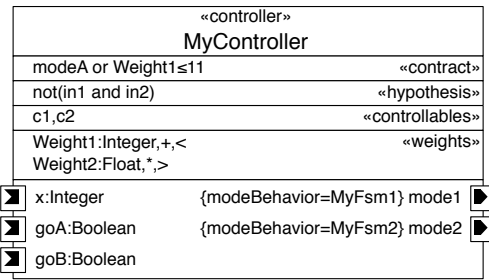 «controller»
MyController
modeA or Weight1≤11 «contract»
not(in1 and in2) «hypothesis»
c1,c2 «controllables»
Weight1:Integer,+,< «weights»
Weight2:Float,*,>
x:Integer {modeBehavior=MyFsm1} mode1
goA:Boolean {modeBehavior=MyFsm2} mode2
goB:Boolean